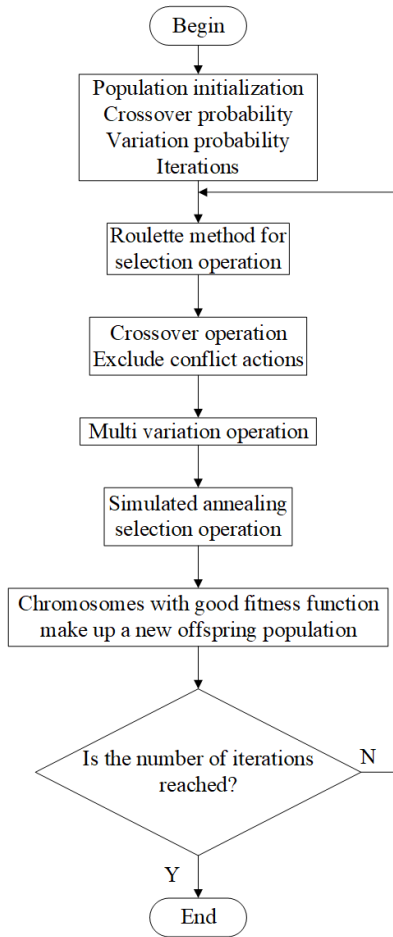 Begin
Population initialization
Crossover probability
Variation probability
Iterations
Roulette method for
selection operation
Crossover operation
Exclude conflict actions
Multi variation operation
Simulated annealing
selection operation
Chromosomes with good fitness function
make up a new offspring population
Is the number of iterations
reached?
N
Y
End